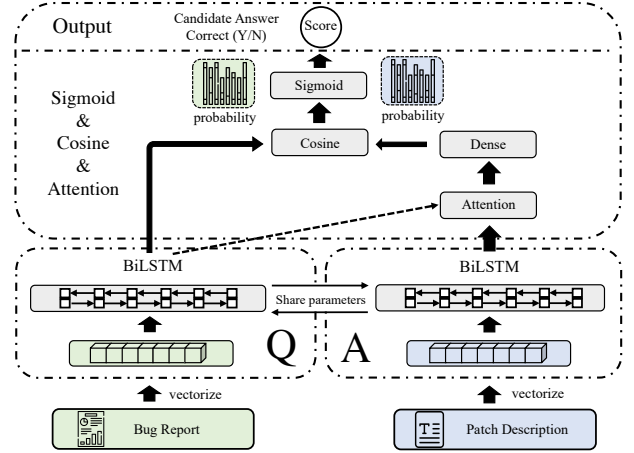 Output
Candidate Answer
Correct (Y/N)
Score
Sigmoid
&
Cosine
&
Attention
probability
Sigmoid
probability
Cosine
Dense
Attention
BiLSTM
BiLSTM
Share parameters
Q
A
vectorize
vectorize
Bug Report
T
Patch Description